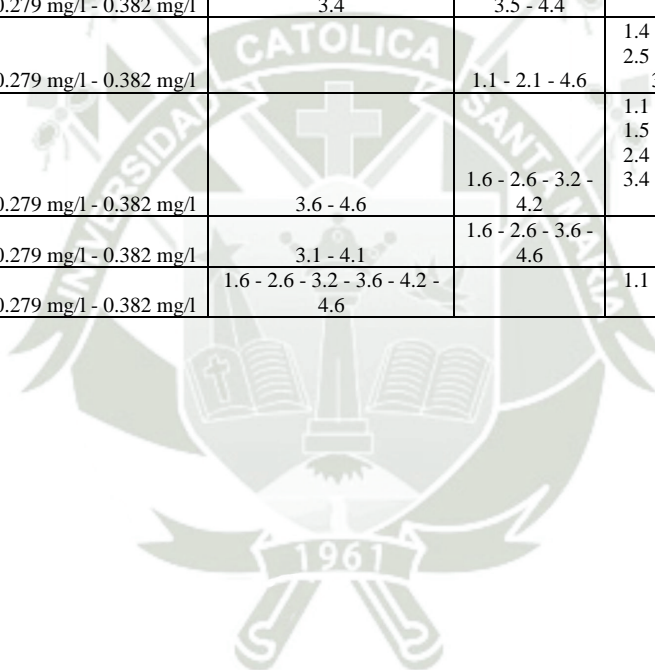 0.279 mg/l - 0.382 mg/l 3.4 3.5 - 4.4
1.4
2.5
0.279 mg/l - 0.382 mg/l 1.1 - 2.1 - 4.6
1.1
1.5
2.4
1.6 - 2.6 - 3.2 - 3.4
0.279 mg/l - 0.382 mg/l 3.6 - 4.6 4.2
1.6 - 2.6 - 3.6 -
0.279 mg/l - 0.382 mg/l 3.1 - 4.1 4.6
1.6 - 2.6 - 3.2 - 3.6 - 4.2 - 1.1
0.279 mg/l - 0.382 mg/l 4.6
UNIVERSIDAD CATOLICA SANTA MARIA
1961